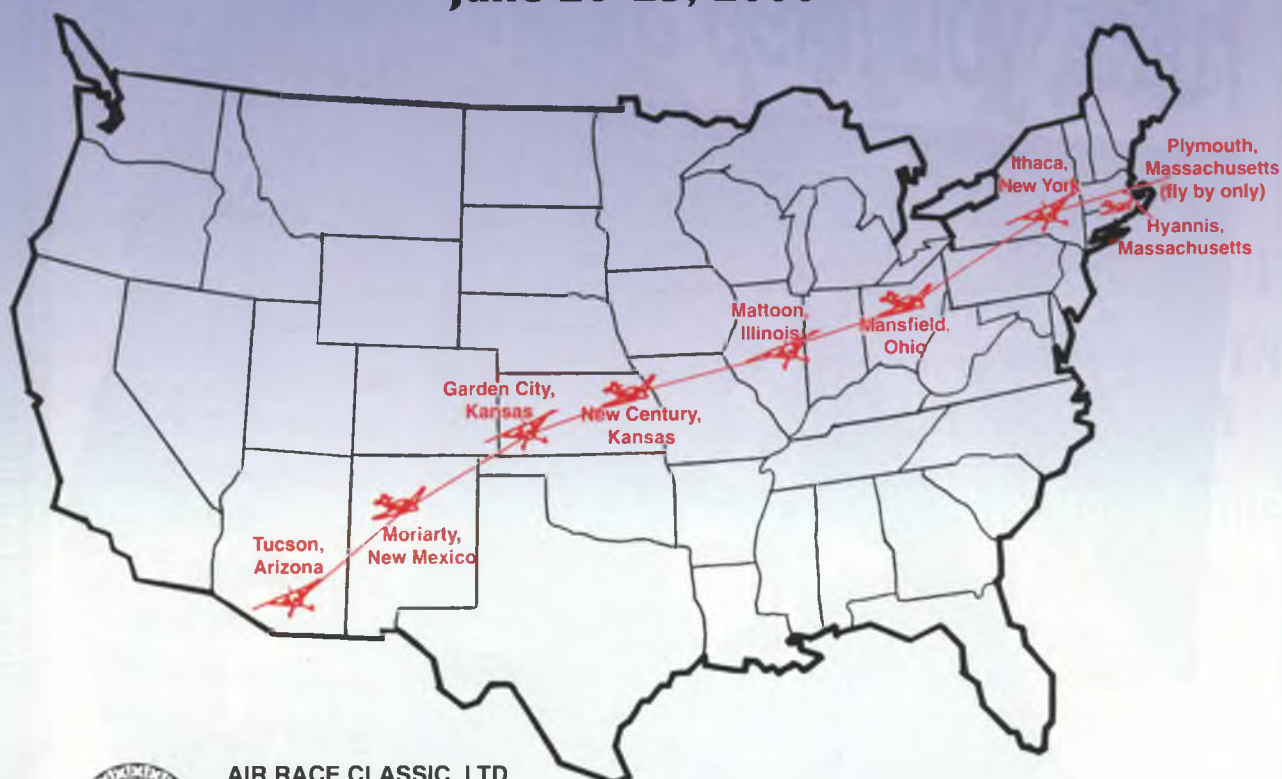 Ithaca,
New York
Plymouth,
Massachusetts
(fly by only)
Hyannis,
Massachusetts
Mattoon,
Illinois
Mansfield,
Ohio
Garden City,
Kansas
New Century,
Kansas
Tucson,
Arizona
Moriarty,
New Mexico
AIR RACE CLASSIC, LTD